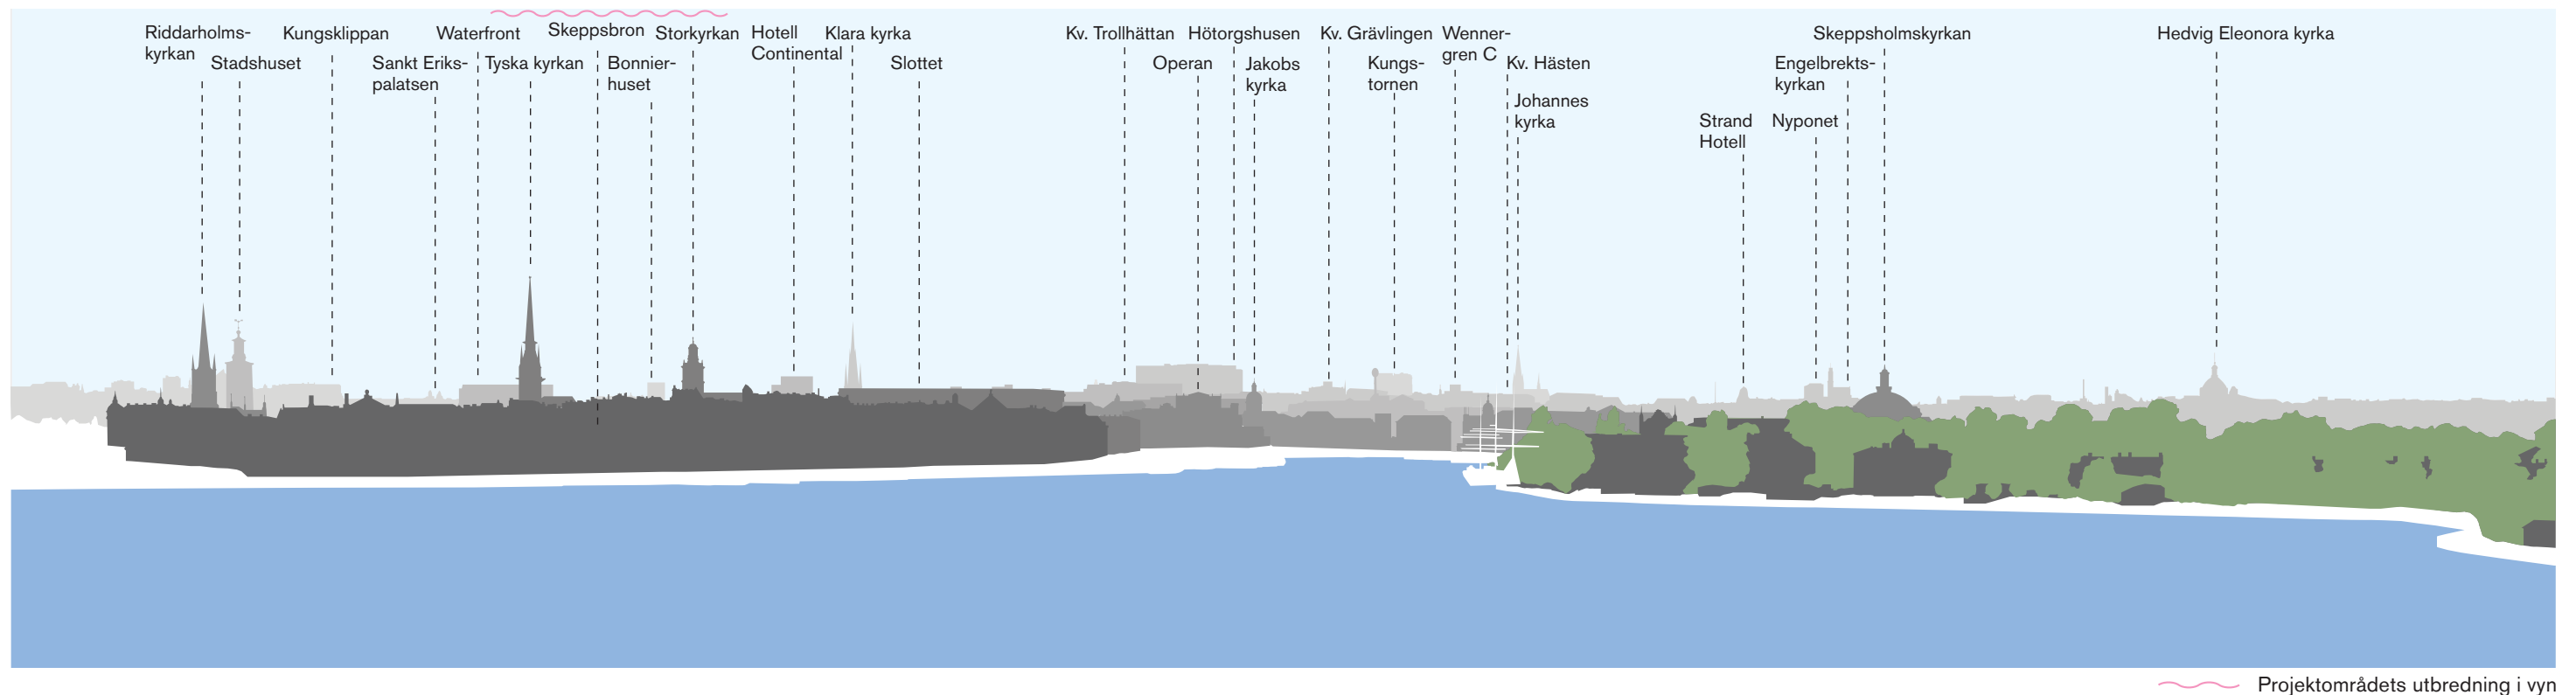 Riddarholms-
kyrkan
Stadshuset
Kungsklippan
Sankt Eriks-
palatsen
Waterfront
Tyska kyrkan
Skeppsbron
Bonnier-
huset
Storkyrkan
Hotell
Continental
Klara kyrka
Slottet
Kv. Trollhättan
Operan
Hötorgshusen
Jakobs
kyrka
Kv. Grävlingen
Kungs-
tornen
Wenner-
gren C
Kv. Hästen
Johannes
kyrka
Strand
Hotell
Nyponet
Engelbrekts-
kyrkan
Skeppsholmskyrkan
Hedvig Eleonora kyrka
Projektområdets utbredning i vyn